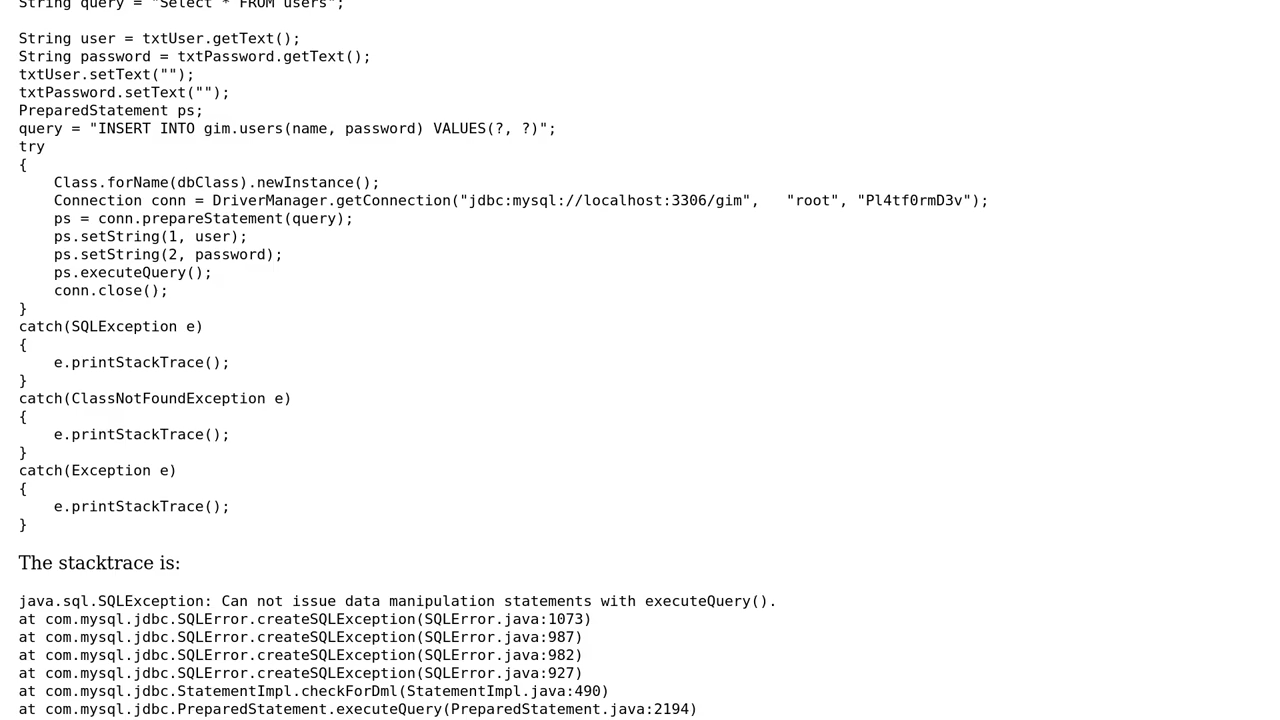 String query = "Select * FROM users";
String user = txtUser.getText();
String password = txtPassword.getText();
txtUser.setText("");
txtPassword.setText("");
PreparedStatement ps;
query = "INSERT INTO gim.users(name, password) VALUES(?, ?)";
try
{
    Class.forName(dbClass).newInstance();
    Connection conn = DriverManager.getConnection("jdbc:mysql://localhost:3306/gim",   "root", "Pl4tf0rmD3v");
    ps = conn.prepareStatement(query);
    ps.setString(1, user);
    ps.setString(2, password);
    ps.executeQuery();
    conn.close();
}
catch(SQLException e)
{
    e.printStackTrace();
}
catch(ClassNotFoundException e)
{
    e.printStackTrace();
}
catch(Exception e)
{
    e.printStackTrace();
}
The stacktrace is:
java.sql.SQLException: Can not issue data manipulation statements with executeQuery().
at com.mysql.jdbc.SQLError.createSQLException(SQLError.java:1073)
at com.mysql.jdbc.SQLError.createSQLException(SQLError.java:987)
at com.mysql.jdbc.SQLError.createSQLException(SQLError.java:982)
at com.mysql.jdbc.SQLError.createSQLException(SQLError.java:927)
at com.mysql.jdbc.StatementImpl.checkForDml(StatementImpl.java:490)
at com.mysql.jdbc.PreparedStatement.executeQuery(PreparedStatement.java:2194)